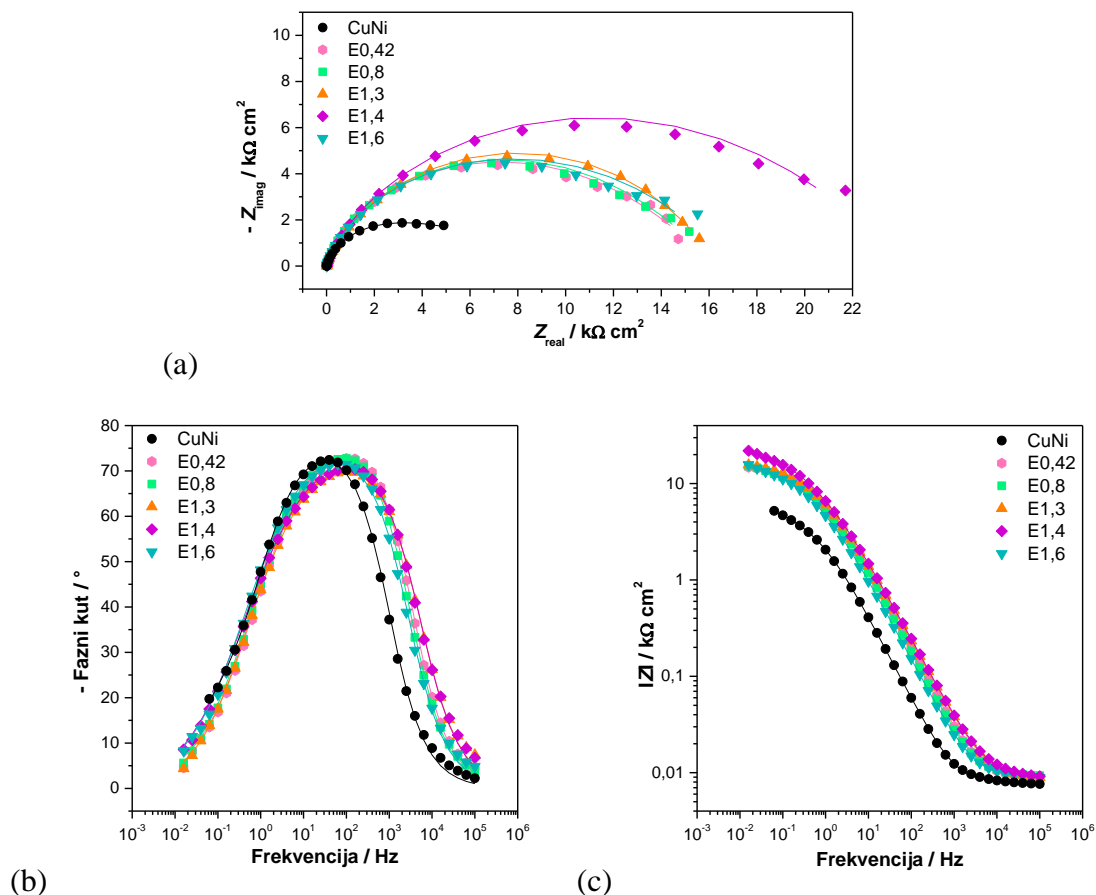 CuNi
E0,42
E0,8
E1,3
E1,4
E1,6
- Zimag / kΩ cm2
10
8
6
4
2
0
0 2 4 6 8 10 12 14 16 18 20 22
Zreal / kΩ cm2
(a)
CuNi
E0,42
E0,8
E1,3
E1,4
E1,6
- Fazni kut / °
80
70
60
50
40
30
20
10
0
10-3 10-2 10-1 100 101 102 103 104 105 106
Frekvencija / Hz
(b)
CuNi
E0,42
E0,8
E1,3
E1,4
E1,6
|Z| / kΩ cm2
10
1
0,1
0,01
10-3 10-2 10-1 100 101 102 103 104 105 106
Frekvencija / Hz
(c)